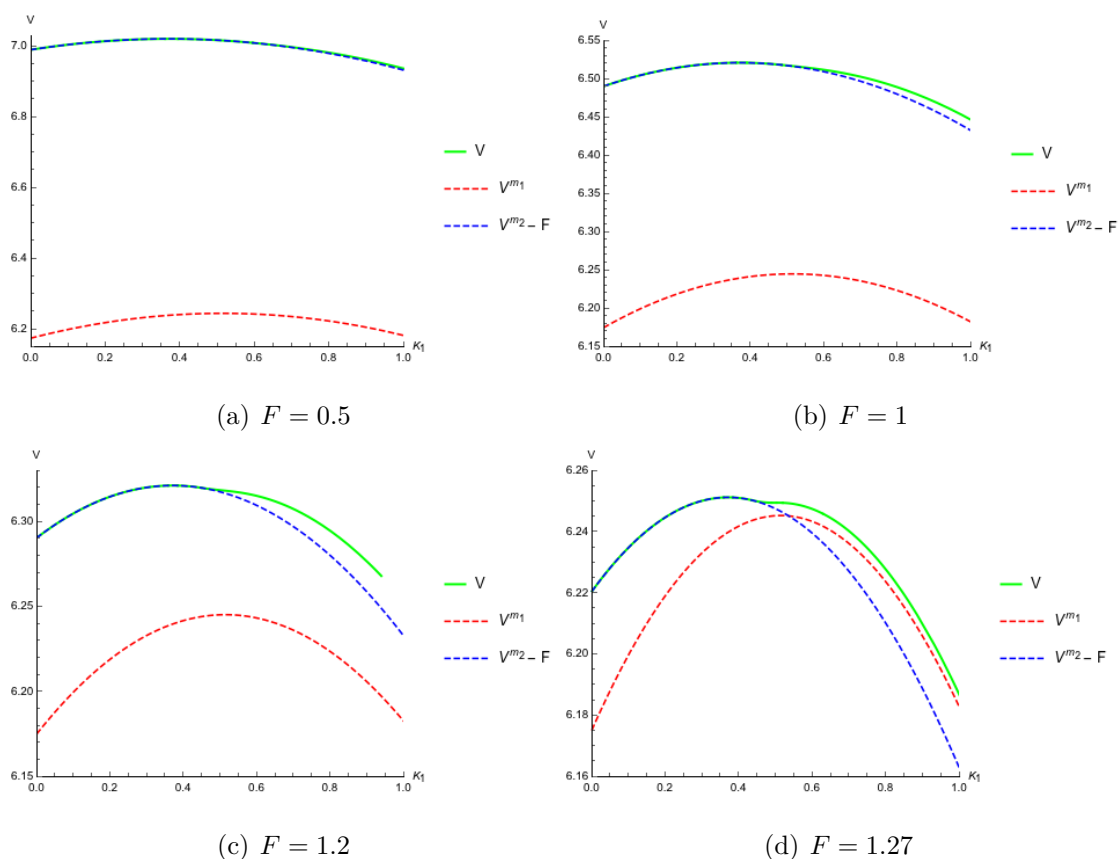 V
7.0
6.8
6.6
6.4
6.2
0.0 0.2 0.4 0.6 0.8 1.0 K₁
V
V^{m₁}
V^{m₂} – F
(a) F = 0.5
V
6.55
6.50
6.45
6.40
6.35
6.30
6.25
6.20
6.15
0.0 0.2 0.4 0.6 0.8 1.0 K₁
V
V^{m₁}
V^{m₂} – F
(b) F = 1
V
6.30
6.25
6.20
6.15
0.0 0.2 0.4 0.6 0.8 1.0 K₁
V
V^{m₁}
V^{m₂} – F
(c) F = 1.2
V
6.26
6.24
6.22
6.20
6.18
6.16
0.0 0.2 0.4 0.6 0.8 1.0 K₁
V
V^{m₁}
V^{m₂} – F
(d) F = 1.27